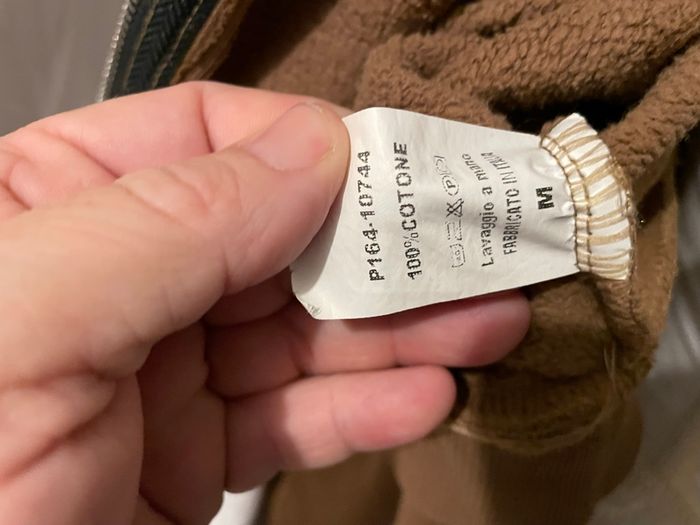 P164-10744
100%COTONE
Lavaggio a mano
FABBRICATO IN ITALIA
M